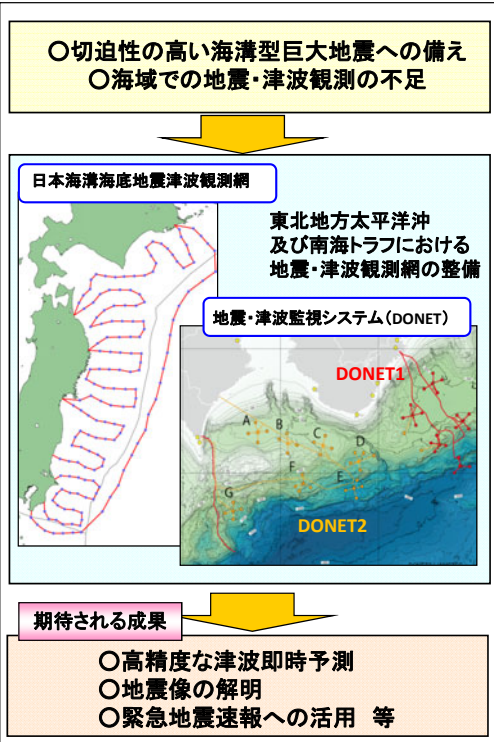 ○切迫性の高い海溝型巨大地震への備え
○海域での地震・津波観測の不足
日本海溝海底地震津波観測網
東北地方太平洋沖
及び南海トラフにおける
地震・津波観測網の整備
地震・津波監視システム(DONET)
DONET1
A
B
C
D
F
E
G
DONET2
期待される成果
○高精度な津波即時予測
○地震像の解明
○緊急地震速報への活用 等